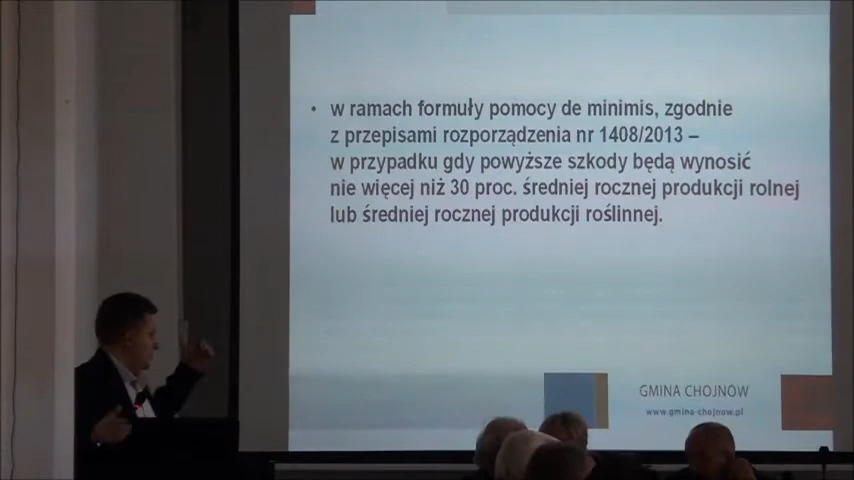 • w ramach formuły pomocy de minimis, zgodnie
z przepisami rozporządzenia nr 1408/2013 –
w przypadku gdy powyższe szkody będą wynosić
nie więcej niż 30 proc. średniej rocznej produkcji rolnej
lub średniej rocznej produkcji roślinnej.
GMINA CHOJNÓW
www.gmina-chojnow.pl